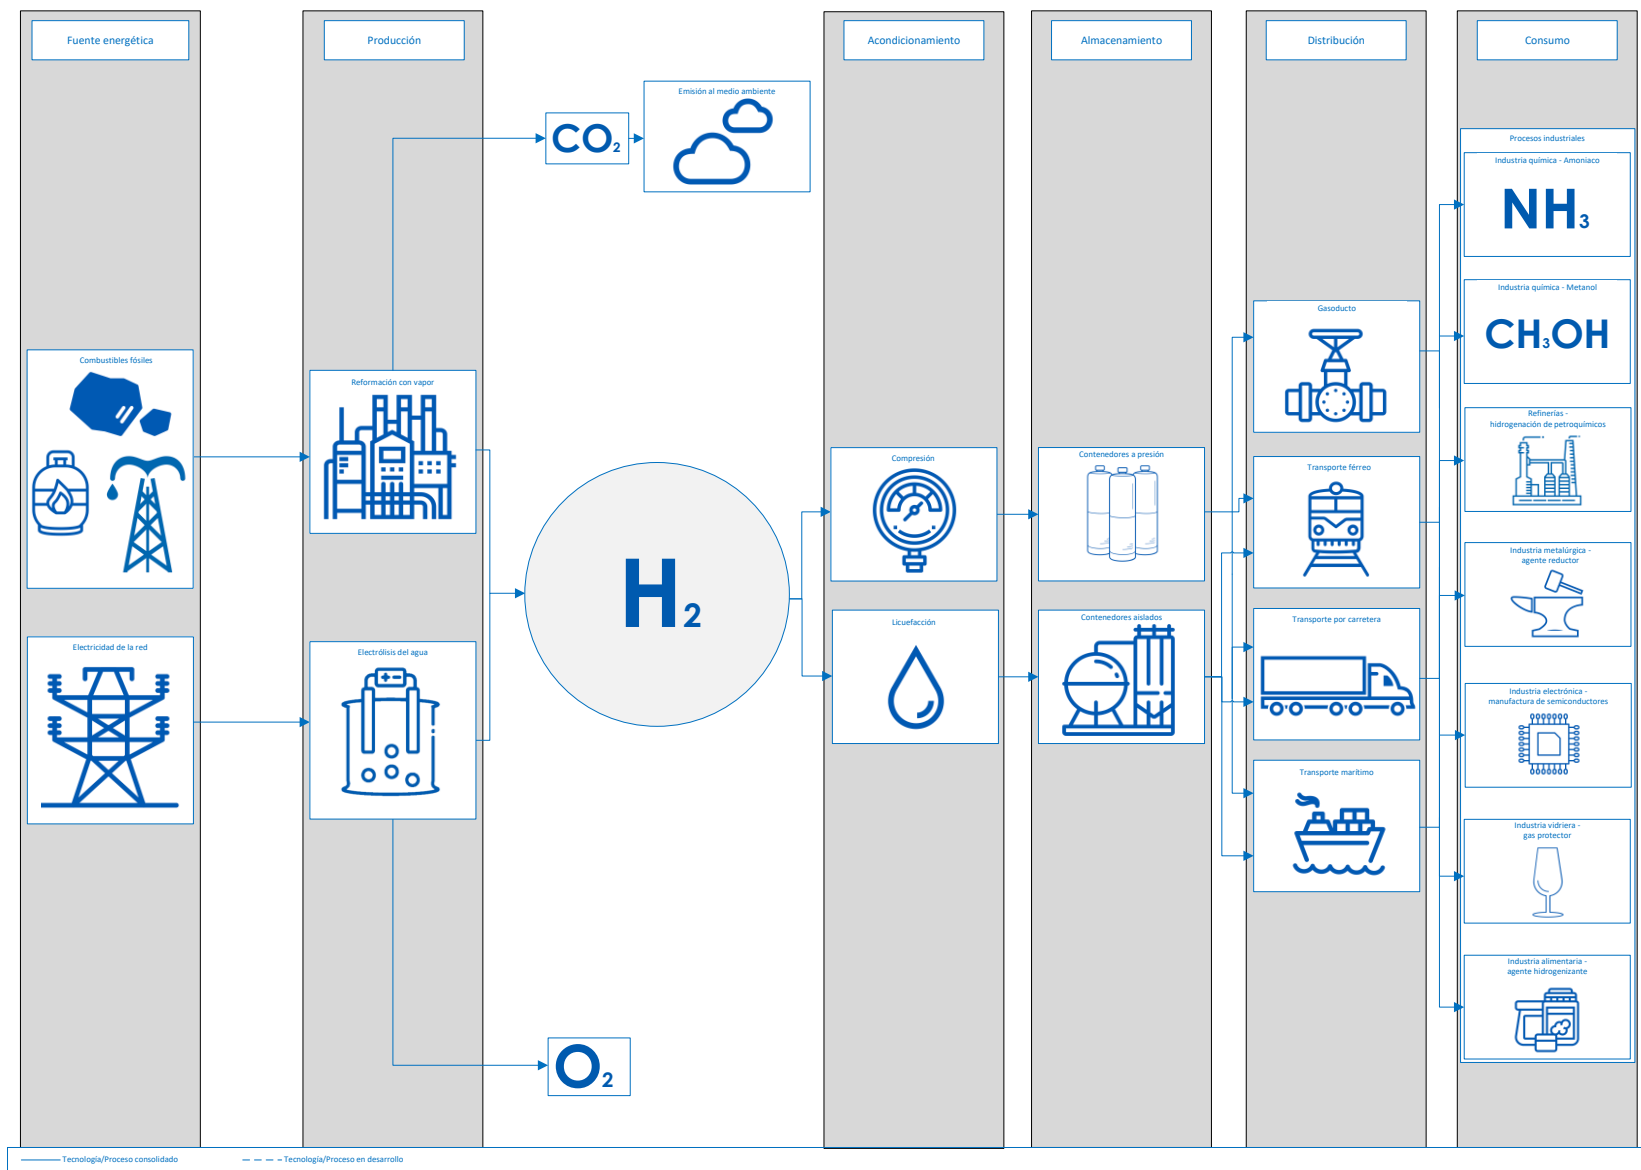 Fuente energética
Producción
Acondicionamiento
Almacenamiento
Distribución
Consumo
Emisión al medio ambiente
CO₂
Procesos industriales
Industria química - Amoniaco
NH₃
Industria química - Metanol
CH₃OH
Gasoducto
Combustibles fósiles
Reformación con vapor
Refinerías -
hidrogenación de petroquímicos
Compresión
Contenedores a presión
Transporte férreo
H₂
Industria metalúrgica -
agente reductor
Licuefacción
Contenedores aislados
Transporte por carretera
Electricidad de la red
Electrólisis del agua
Industria electrónica -
manufactura de semiconductores
Transporte marítimo
Industria vidriera -
gas protector
Industria alimentaria -
agente hidrogenizante
O₂
Tecnología/Proceso consolidado
Tecnología/Proceso en desarrollo